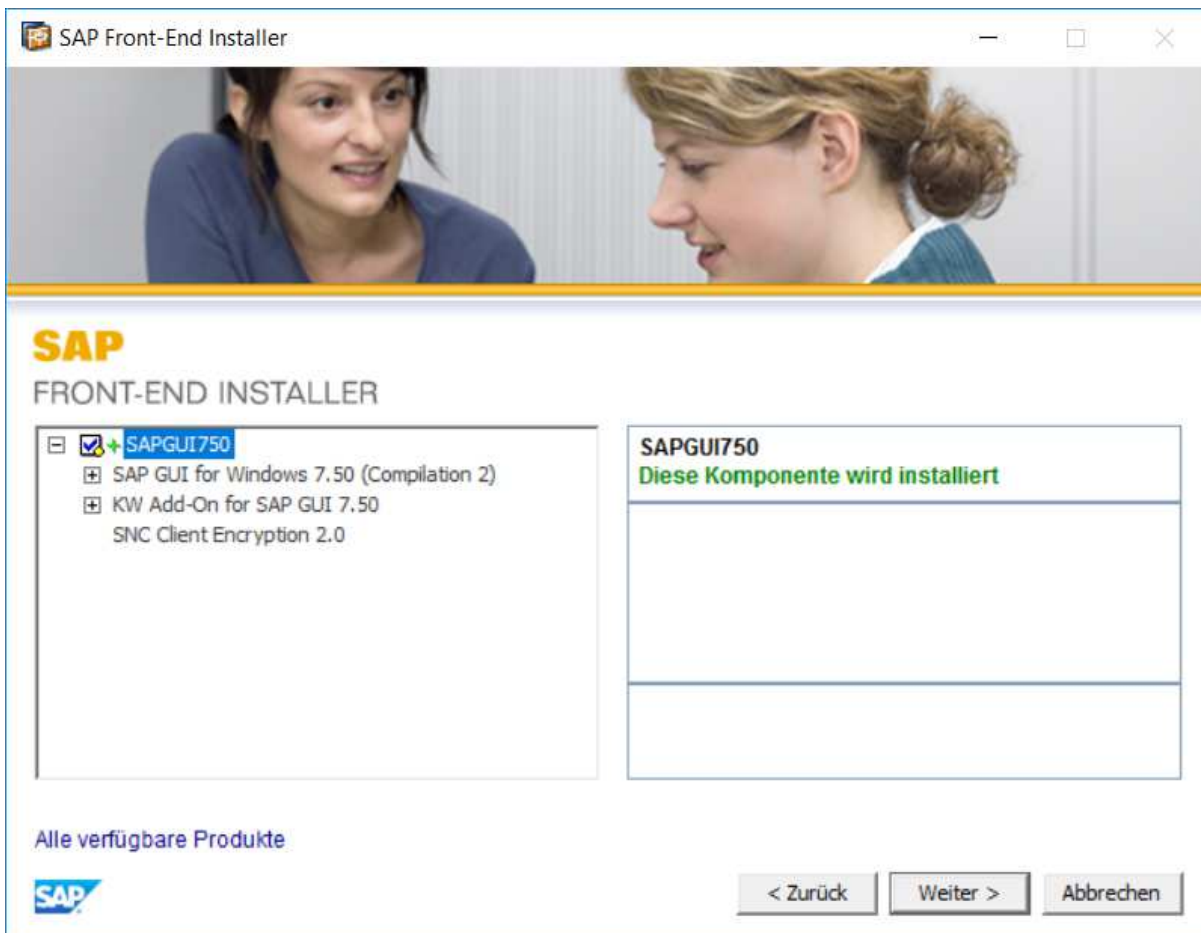 SAP Front-End Installer
SAP
FRONT-END INSTALLER
SAPGUI750
SAP GUI for Windows 7.50 (Compilation 2)
KW Add-On for SAP GUI 7.50
SNC Client Encryption 2.0
SAPGUI750
Diese Komponente wird installiert
Alle verfügbare Produkte
SAP
< Zurück
Weiter >
Abbrechen